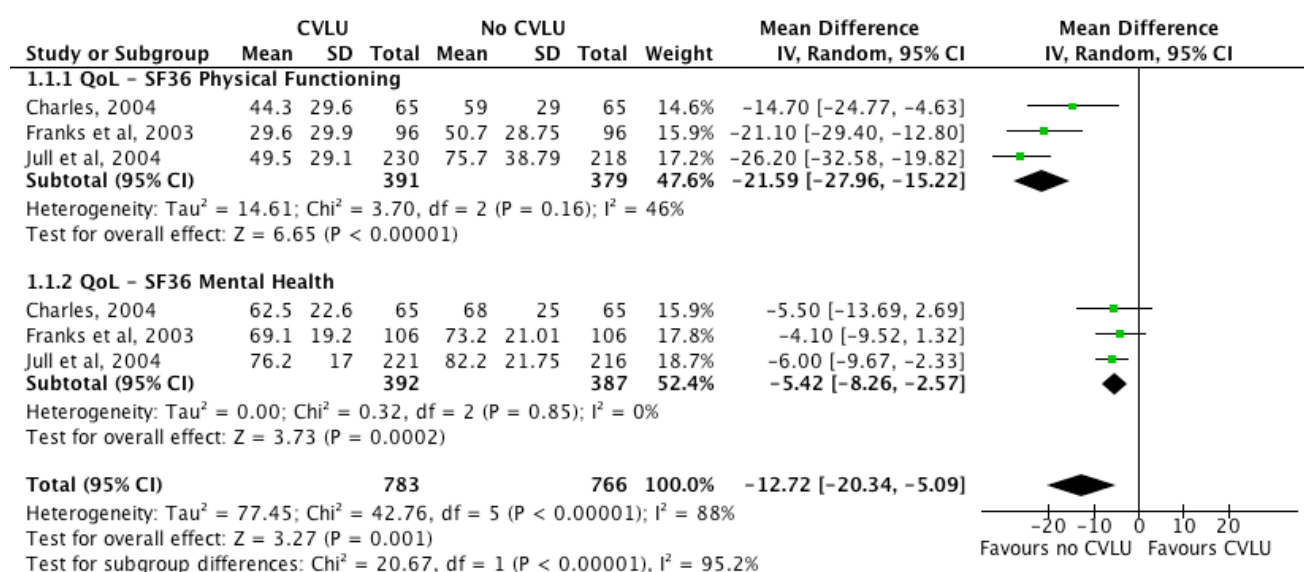 CVLU No CVLU Mean Difference Mean Difference
Study or Subgroup Mean SD Total Mean SD Total Weight IV, Random, 95% CI IV, Random, 95% CI
1.1.1 QoL – SF36 Physical Functioning
Charles, 2004 44.3 29.6 65 59 29 65 14.6% −14.70 [−24.77, −4.63]
Franks et al, 2003 29.6 29.9 96 50.7 28.75 96 15.9% −21.10 [−29.40, −12.80]
Jull et al, 2004 49.5 29.1 230 75.7 38.79 218 17.2% −26.20 [−32.58, −19.82]
Subtotal (95% CI) 391 379 47.6% −21.59 [−27.96, −15.22]
Heterogeneity: Tau² = 14.61; Chi² = 3.70, df = 2 (P = 0.16); I² = 46%
Test for overall effect: Z = 6.65 (P < 0.00001)
1.1.2 QoL – SF36 Mental Health
Charles, 2004 62.5 22.6 65 68 25 65 15.9% −5.50 [−13.69, 2.69]
Franks et al, 2003 69.1 19.2 106 73.2 21.01 106 17.8% −4.10 [−9.52, 1.32]
Jull et al, 2004 76.2 17 221 82.2 21.75 216 18.7% −6.00 [−9.67, −2.33]
Subtotal (95% CI) 392 387 52.4% −5.42 [−8.26, −2.57]
Heterogeneity: Tau² = 0.00; Chi² = 0.32, df = 2 (P = 0.85); I² = 0%
Test for overall effect: Z = 3.73 (P = 0.0002)
Total (95% CI) 783 766 100.0% −12.72 [−20.34, −5.09]
Heterogeneity: Tau² = 77.45; Chi² = 42.76, df = 5 (P < 0.00001); I² = 88%
Test for overall effect: Z = 3.27 (P = 0.001)
Test for subgroup differences: Chi² = 20.67, df = 1 (P < 0.00001), I² = 95.2%
−20 −10 0 10 20
Favours no CVLU Favours CVLU